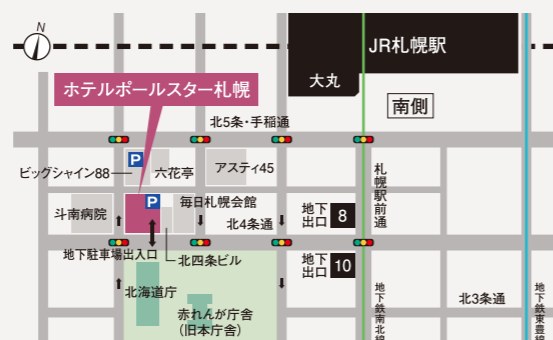 N
JR札幌駅
大丸
ホテルポールスター札幌
南側
北5条・手稲通
P
ビッグシャイン88
六花亭
アスティ45
札幌駅前通
P
毎日札幌会館
斗南病院
北4条通
地下
出口
8
地下駐車場出入口
北四条ビル
地下
出口
10
北海道庁
赤れんが庁舎
(旧本庁舎)
地下鉄南北線
北3条通
地下鉄東豊線